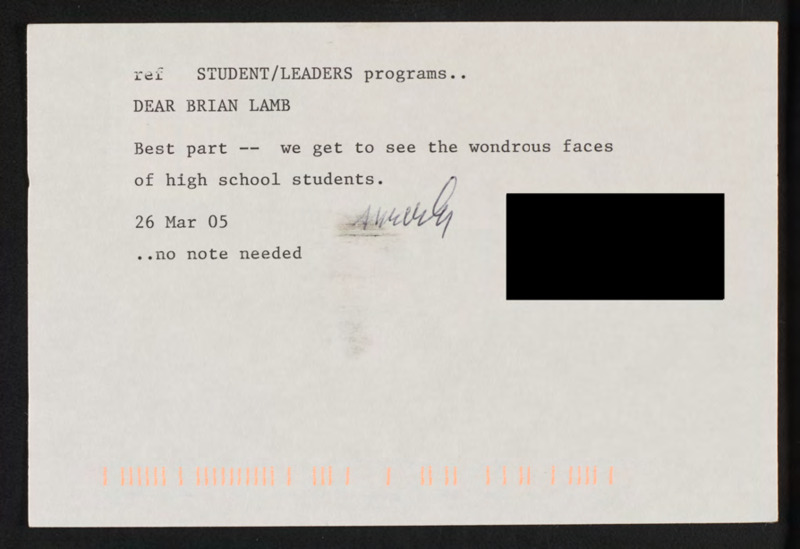 ref STUDENT/LEADERS programs..
DEAR BRIAN LAMB
Best part -- we get to see the wondrous faces
of high school students.
26 Mar 05
..no note needed